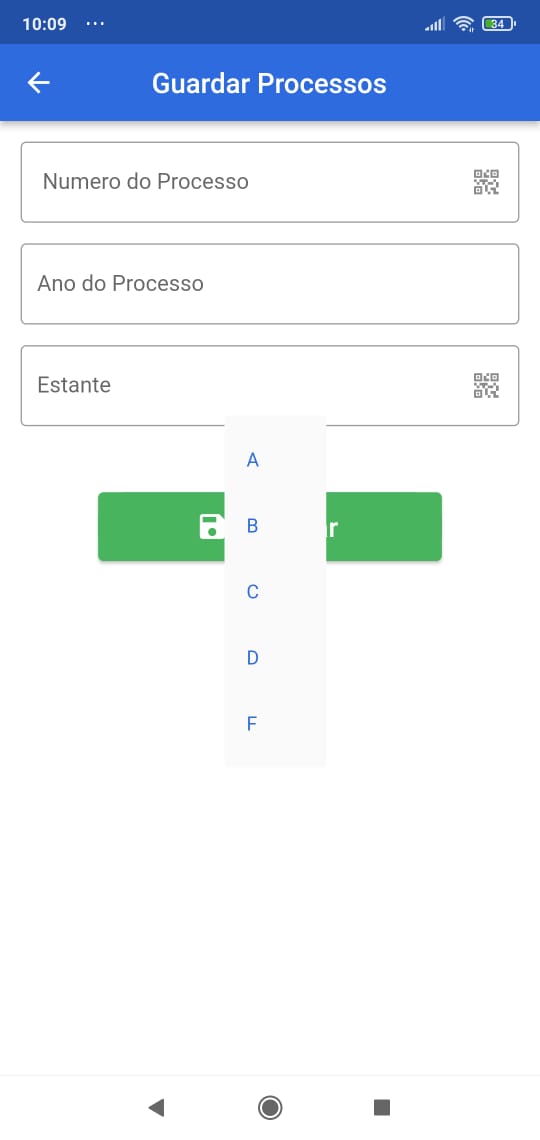 10:09 ... 34
Guardar Processos
Numero do Processo
Ano do Processo
Estante
A
B
r
C
D
F